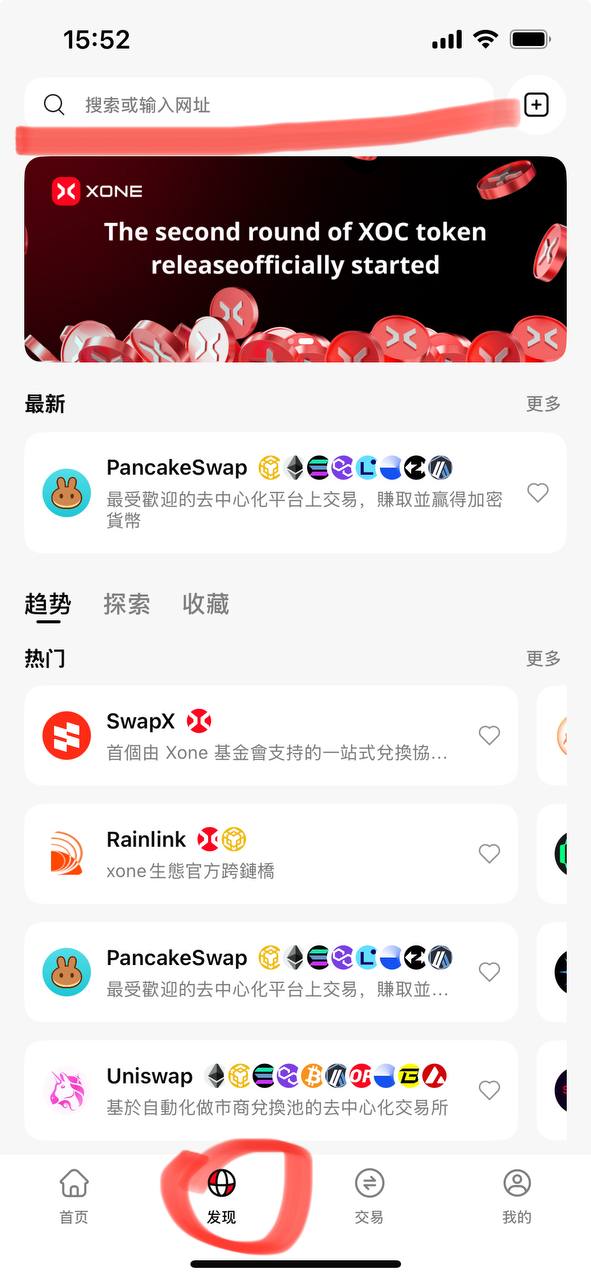 15:52
搜索或输入网址
XONE
The second round of XOC token
releaseofficially started
最新
更多
PancakeSwap
最受歡迎的去中心化平台上交易，賺取並贏得加密
貨幣
趋势 探索 收藏
热门
更多
SwapX
首個由 Xone 基金會支持的一站式兌換協...
Rainlink
xone生態官方跨鏈橋
PancakeSwap
最受歡迎的去中心化平台上交易，賺取並...
Uniswap
基於自動化做市商兌換池的去中心化交易所
首页 发现 交易 我的